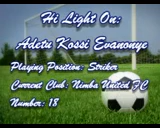 Hi Light On:
Adetu Kossi Evanonye
Playing Position: Striker
Current Club: Nimba United FC
Number: 18